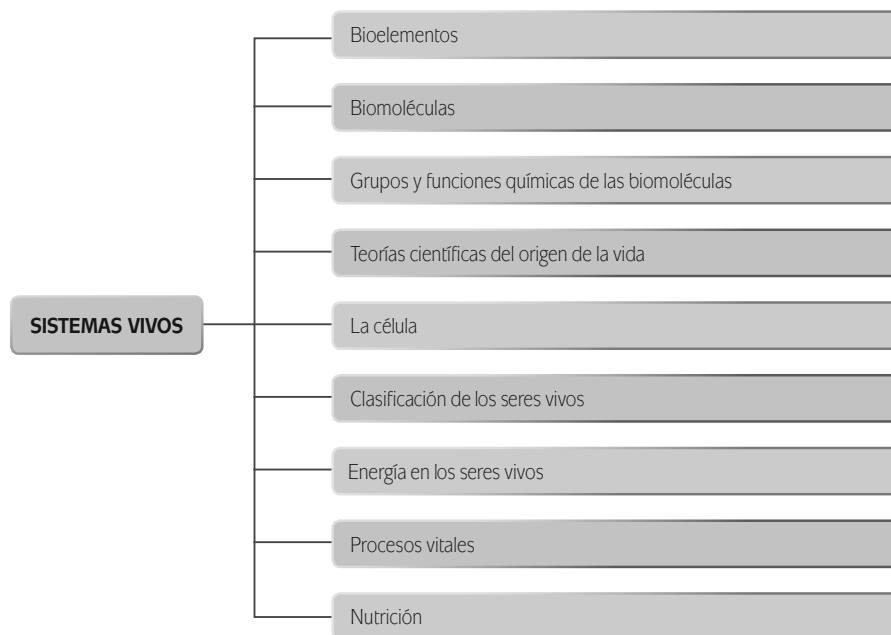 Bioelementos
Biomoléculas
Grupos y funciones químicas de las biomoléculas
Teorías científicas del origen de la vida
SISTEMAS VIVOS
La célula
Clasificación de los seres vivos
Energía en los seres vivos
Procesos vitales
Nutrición